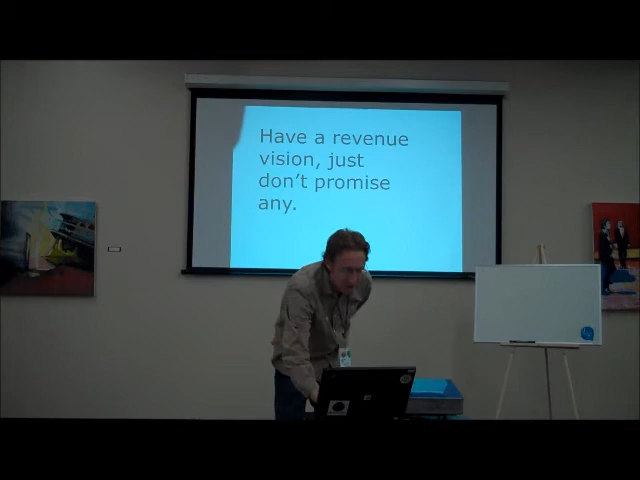 Have a revenue
vision, just
don't promise
any.